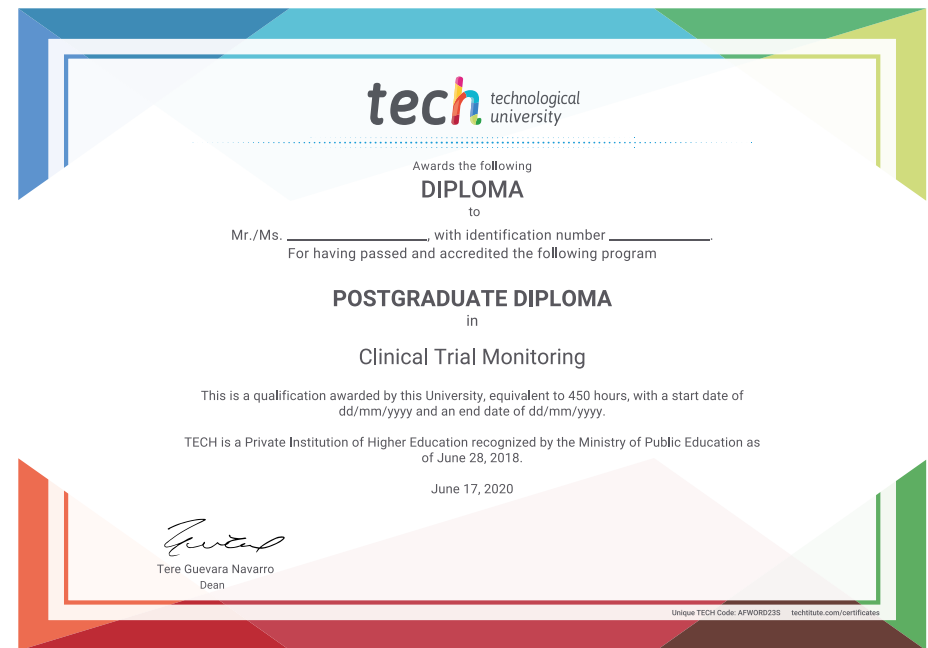 tech technological
university
Awards the following
DIPLOMA
to
Mr./Ms. ____________________, with identification number ______________.
For having passed and accredited the following program
POSTGRADUATE DIPLOMA
in
Clinical Trial Monitoring
This is a qualification awarded by this University, equivalent to 450 hours, with a start date of
dd/mm/yyyy and an end date of dd/mm/yyyy.
TECH is a Private Institution of Higher Education recognized by the Ministry of Public Education as
of June 28, 2018.
June 17, 2020
Tere Guevara Navarro
Dean
Unique TECH Code: AFWORD23S techtitute.com/certificates